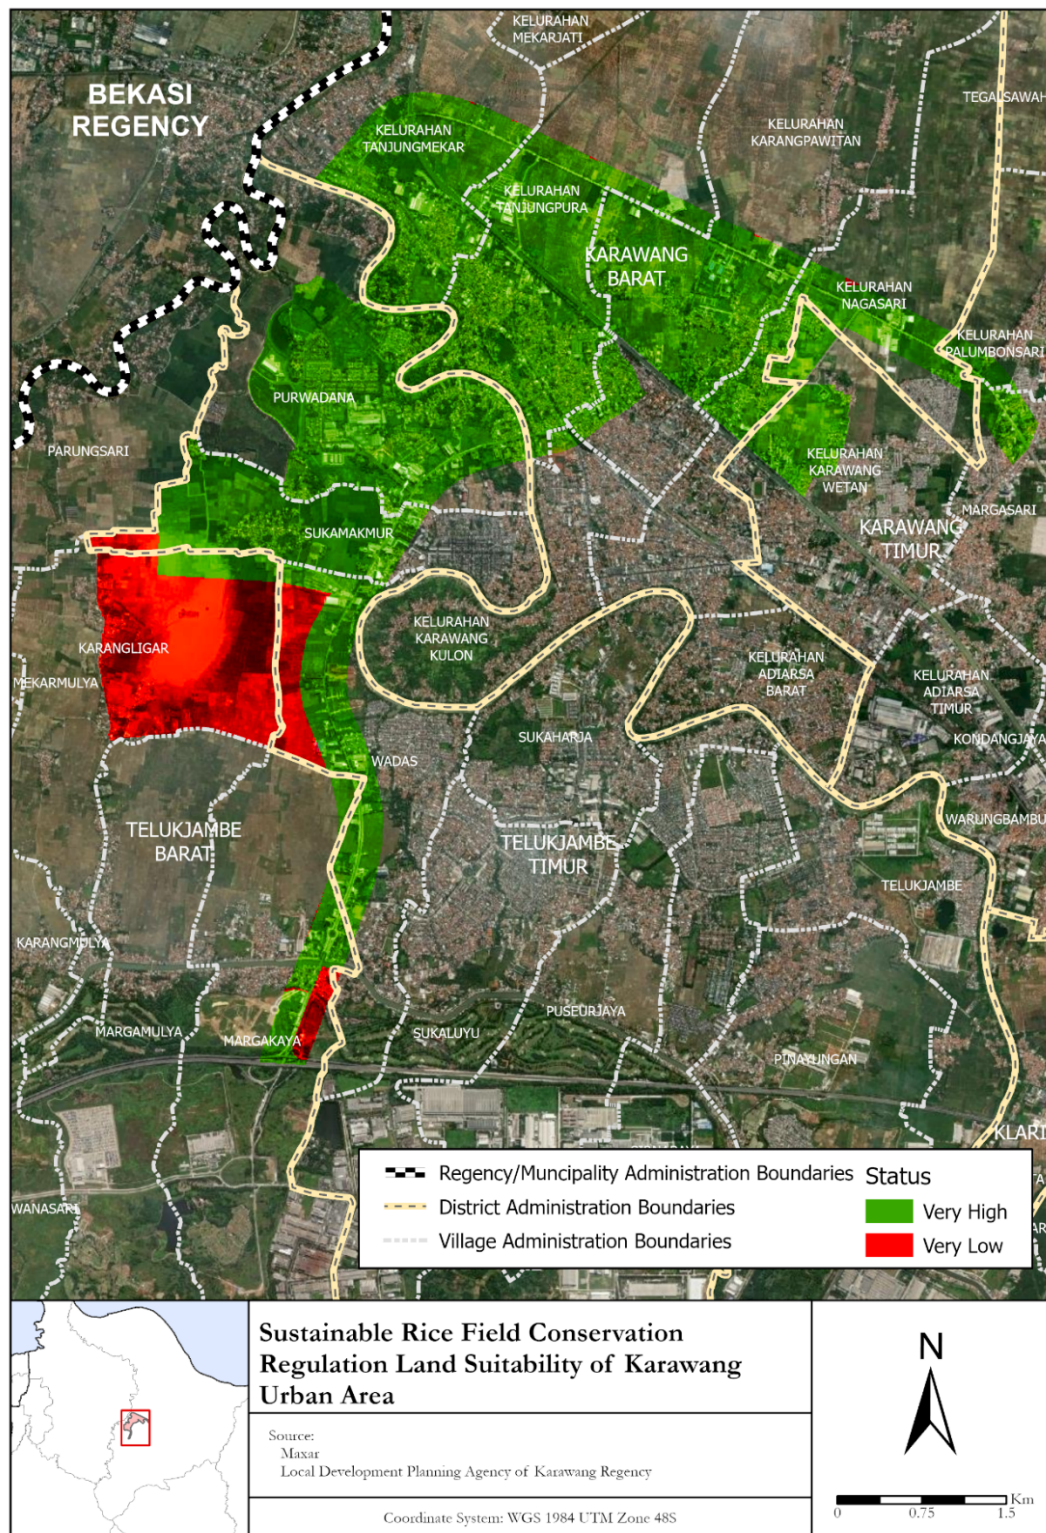 KELURAHAN
MEKARJATI
BEKASI
REGENCY
TEGALSAWAH
KELURAHAN
TANJUNGMEKAR
KELURAHAN
KARANGPAWITAN
KELURAHAN
TANJUNGPURA
KARAWANG
BARAT
KELURAHAN
NAGASARI
KELURAHAN
PALUMBONSARI
PURWADANA
PARUNGSARI
KELURAHAN
KARAWANG
WETAN
MARGASARI
SUKAMAKMUR
KARAWANG
TIMUR
KARANGLIGAR
KELURAHAN
KARAWANG
KULON
MEKARMULYA
KELURAHAN
ADIARSA
BARAT
KELURAHAN
ADIARSA
TIMUR
SUKAHARJA
KONDANGJAYA
WADAS
WARUNGBAMBU
TELUKJAMBE
BARAT
TELUKJAMBE
TIMUR
TELUKJAMBE
KARANGMULYA
MARGAMULYA
MARGAKAYA
SUKALUYU
PUSEURJAYA
PINAYUNGAN
KLARI
WANASARI
Regency/Muncipality Administration Boundaries
District Administration Boundaries
Village Administration Boundaries
Status
Very High
Very Low
Sustainable Rice Field Conservation
Regulation Land Suitability of Karawang
Urban Area
Source:
Maxar
Local Development Planning Agency of Karawang Regency
Coordinate System: WGS 1984 UTM Zone 48S
N
Km
0 0.75 1.5